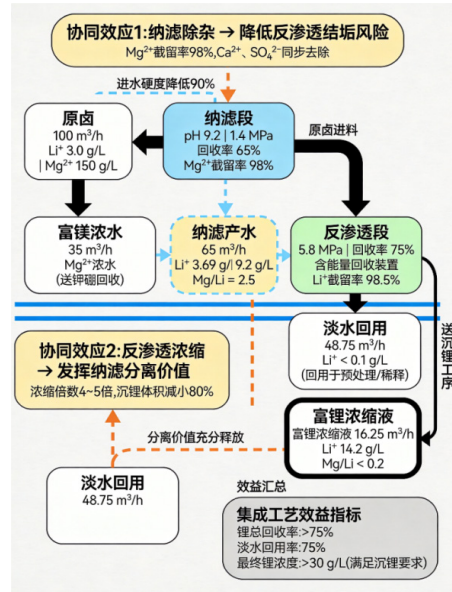 协同效应1:纳滤除杂 → 降低反渗透结垢风险
Mg²⁺截留率98%,Ca²⁺、SO₄²⁻同步去除
进水硬度降低90%
原卤
100 m³/h
Li⁺ 3.0 g/L
| Mg²⁺ 150 g/L
纳滤段
pH 9.2 | 1.4 MPa
回收率 65%
Mg²⁺截留率 98%
原卤进料
富镁浓水
35 m³/h
Mg²⁺浓水
(送钾硼回收)
纳滤产水
65 m³/h
Li⁺ 3.69 g/| 9.2 g/L
Mg/Li = 2.5
反渗透段
5.8 MPa | 回收率 75%
含能量回收装置
Li⁺截留率 98.5%
淡水回用
48.75 m³/h
Li⁺ < 0.1 g/L
(回用于预处理/稀释)
送沉锂工序
协同效应2:反渗透浓缩
→ 发挥纳滤分离价值
浓缩倍数4~5倍,沉锂体积减小80%
富锂浓缩液
富锂浓缩液 16.25 m³/h
Li⁺ 14.2 g/L
Mg/Li < 0.2
分离价值充分释放
淡水回用
48.75 m³/h
效益汇总
集成工艺效益指标
锂总回收率:>75%
淡水回用率:75%
最终锂浓度:>30 g/L(满足沉锂要求)